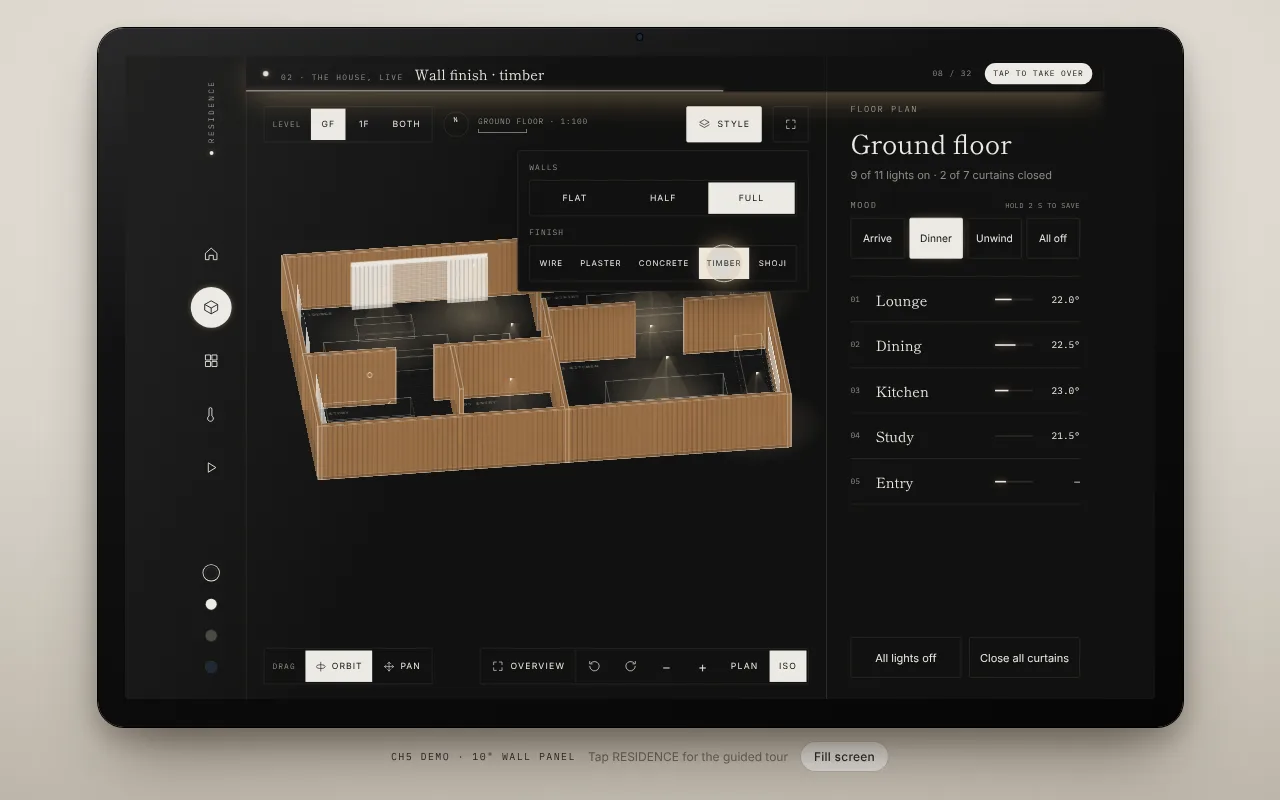 RESIDENCE
02 · THE HOUSE, LIVE Wall finish · timber
08 / 32 TAP TO TAKE OVER
LEVEL GF 1F BOTH
N
GROUND FLOOR · 1:100
STYLE
WALLS
FLAT HALF FULL
FINISH
WIRE PLASTER CONCRETE TIMBER SHOJI
DRAG ORBIT PAN
OVERVIEW − + PLAN ISO
FLOOR PLAN
Ground floor
9 of 11 lights on · 2 of 7 curtains closed
MOOD HOLD 2 S TO SAVE
Arrive Dinner Unwind All off
01 Lounge 22.0°
02 Dining 22.5°
03 Kitchen 23.0°
04 Study 21.5°
05 Entry –
All lights off Close all curtains
CH5 DEMO · 10" WALL PANEL Tap RESIDENCE for the guided tour Fill screen